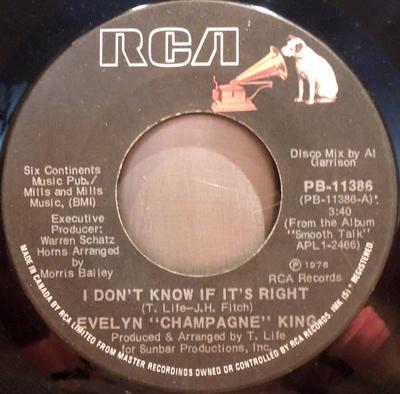 RCA
Disco Mix by Al
Garrison
PB-11386
(PB-11386-A)
3:40
(From the Album
"Smooth Talk"
APL1-2466)
Ⓟ 1978
RCA Records
Six Continents
Music Pub./
Mills and Mills
Music, (BMI)
Executive
Producer:
Warren Schatz
Horns Arranged
by
Morris Bailey
I DON'T KNOW IF IT'S RIGHT
(T. Life-J.H. Fitch)
EVELYN "CHAMPAGNE" KING
Produced & Arranged by T. Life
for Sunbar Productions, Inc.
MADE IN CANADA BY RCA LIMITED FROM MASTER RECORDINGS OWNED OR CONTROLLED BY RCA RECORDS. TMK (S) ® REGISTERED.